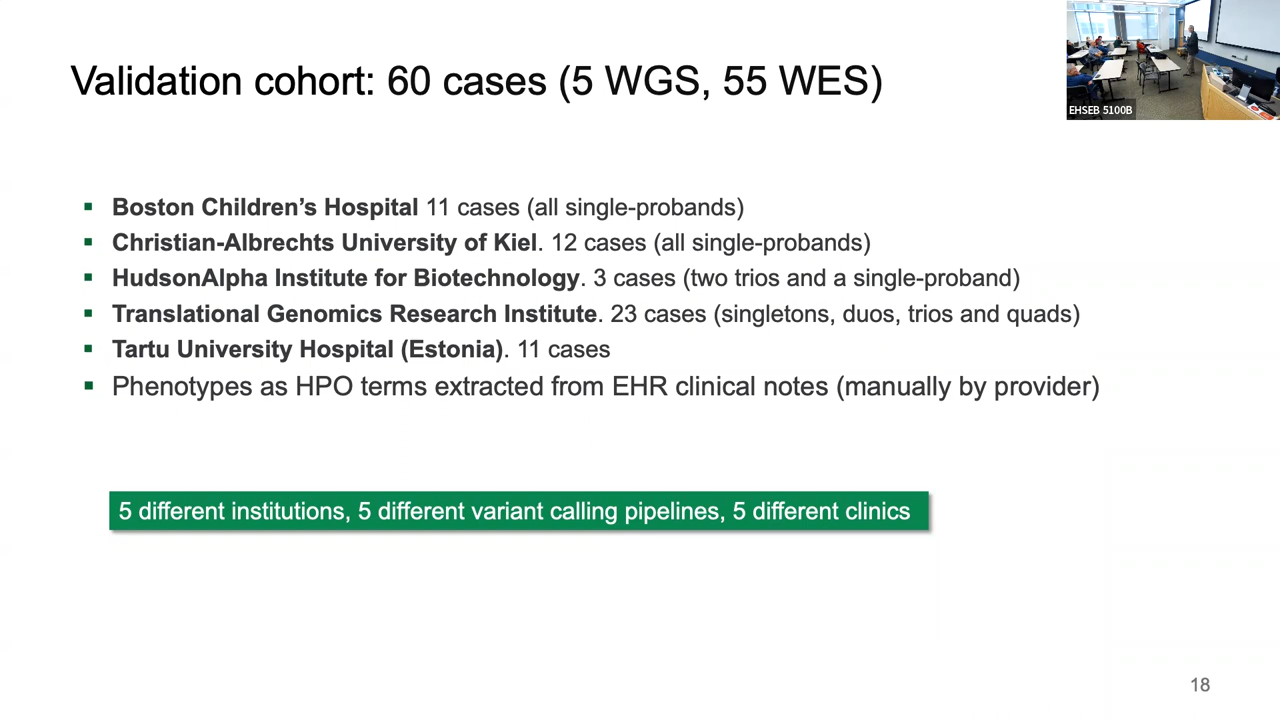 Validation cohort: 60 cases (5 WGS, 55 WES)
EHSEB 5100B
▪ Boston Children’s Hospital 11 cases (all single-probands)
▪ Christian-Albrechts University of Kiel. 12 cases (all single-probands)
▪ HudsonAlpha Institute for Biotechnology. 3 cases (two trios and a single-proband)
▪ Translational Genomics Research Institute. 23 cases (singletons, duos, trios and quads)
▪ Tartu University Hospital (Estonia). 11 cases
▪ Phenotypes as HPO terms extracted from EHR clinical notes (manually by provider)
5 different institutions, 5 different variant calling pipelines, 5 different clinics
18